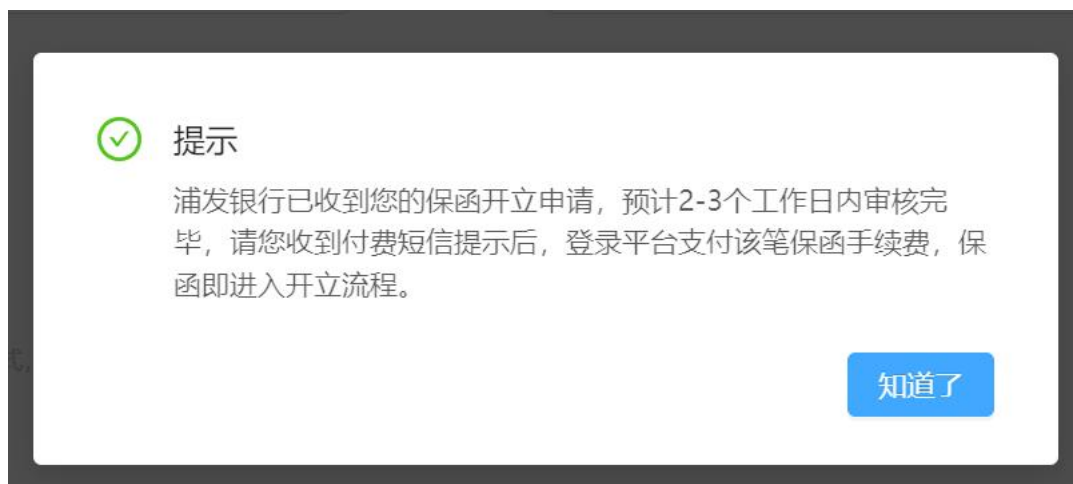 提示
浦发银行已收到您的保函开立申请，预计2-3个工作日内审核完
毕，请您收到付费短信提示后，登录平台支付该笔保函手续费，保
函即进入开立流程。
知道了